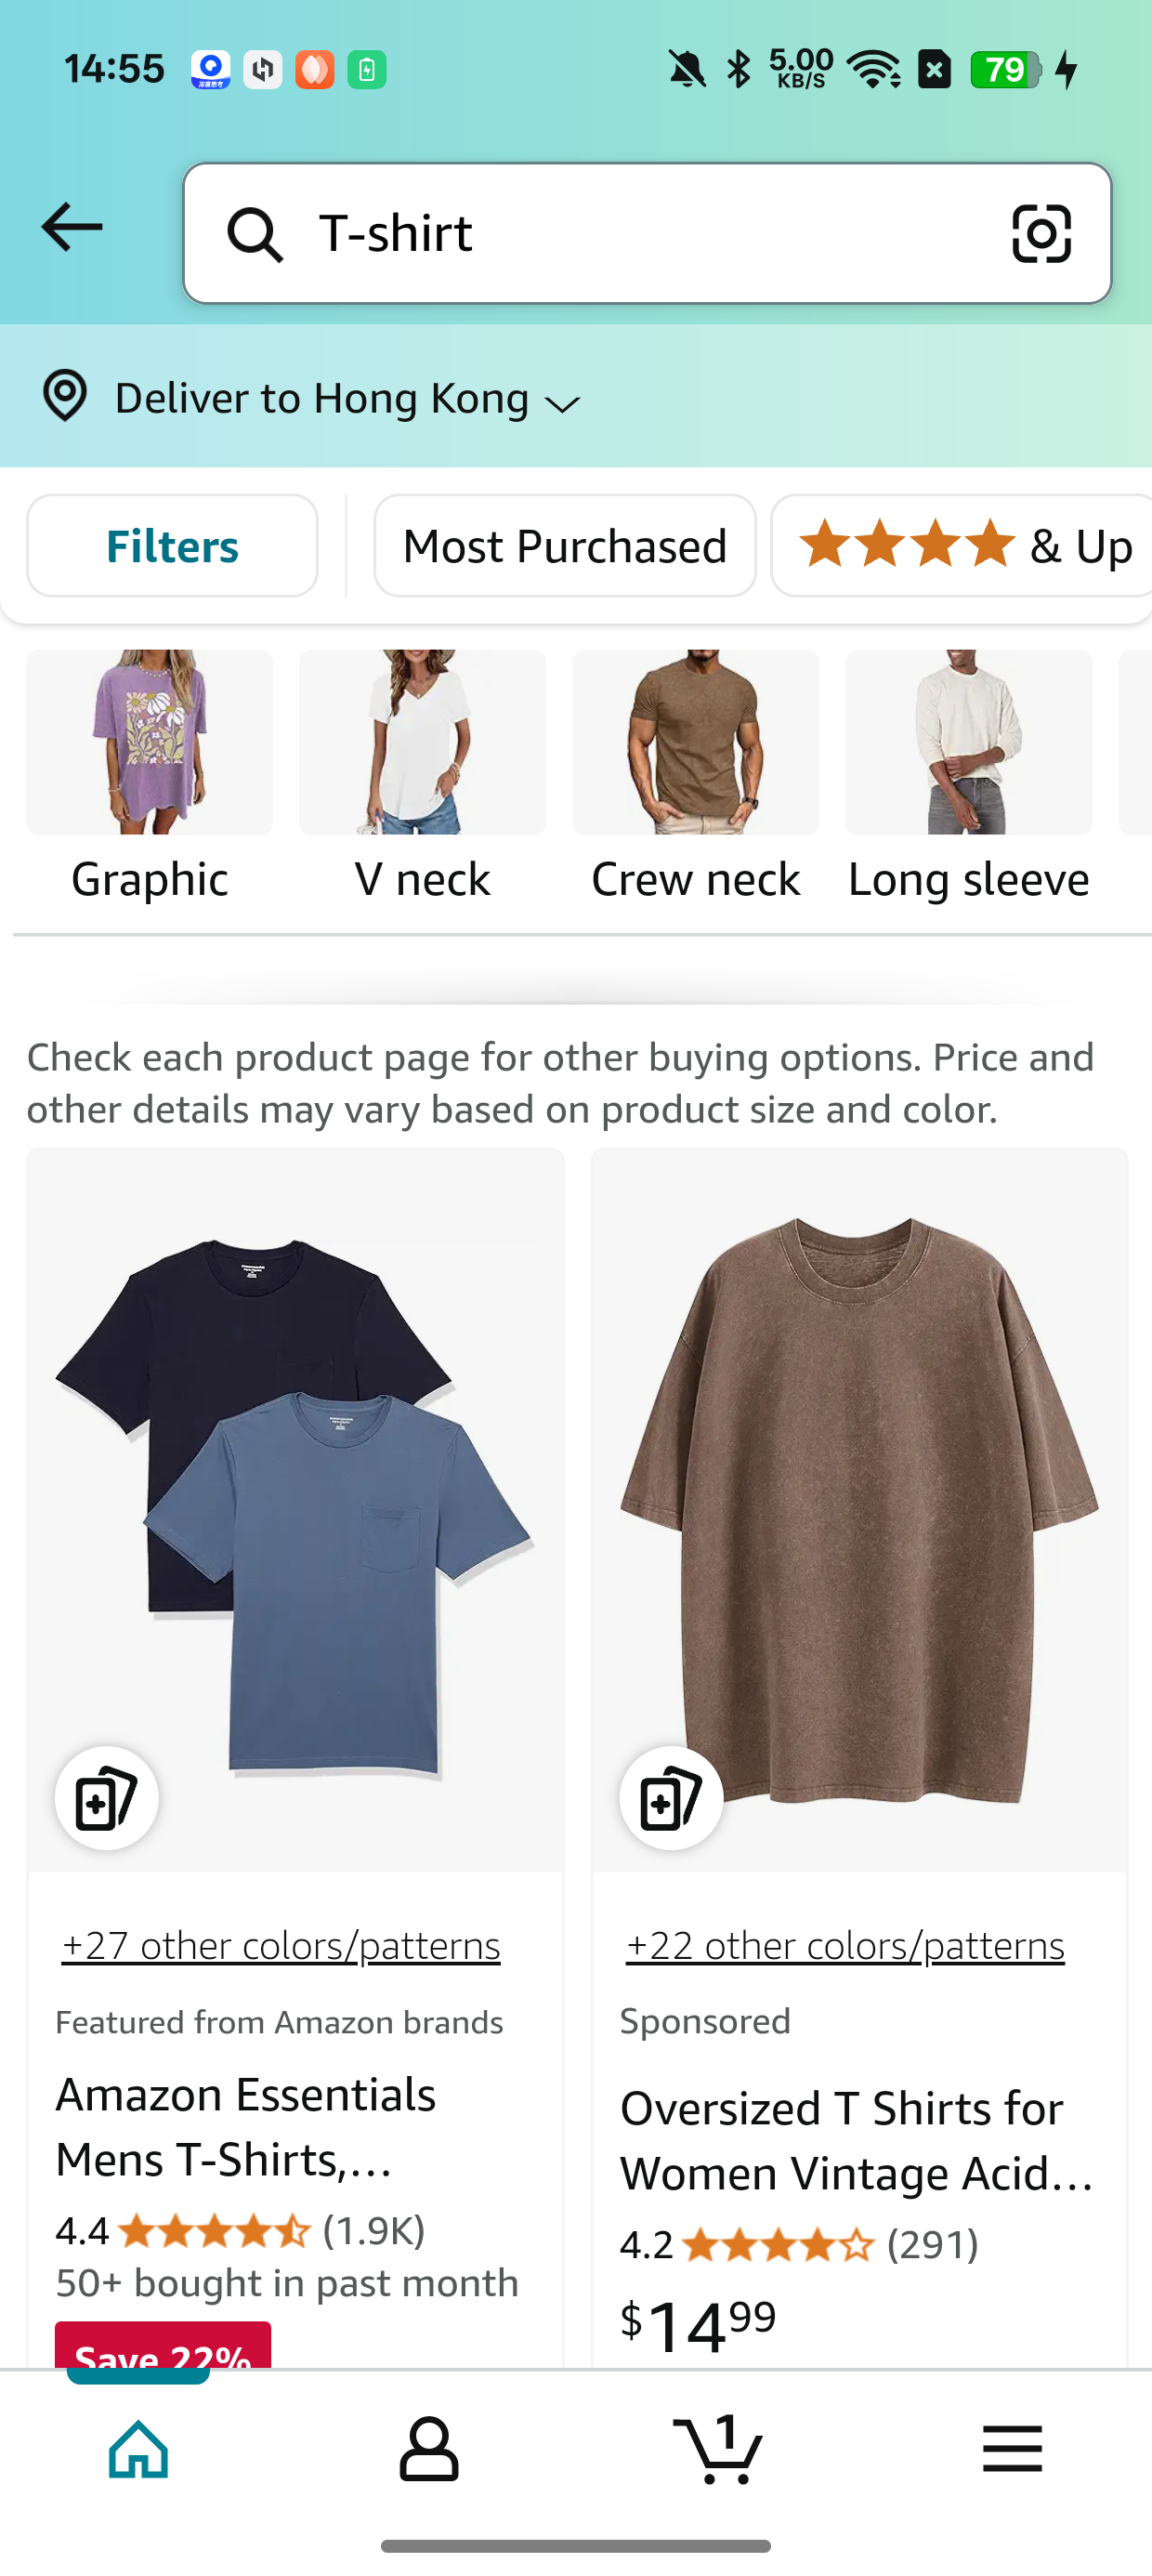 14:55
深度思考
5.00
KB/S
79
T-shirt
Deliver to Hong Kong
Filters
Most Purchased
& Up
Graphic
V neck
Crew neck
Long sleeve
Check each product page for other buying options. Price and
other details may vary based on product size and color.
+27 other colors/patterns
Featured from Amazon brands
Amazon Essentials
Mens T-Shirts,...
4.4 (1.9K)
50+ bought in past month
Save 22%
+22 other colors/patterns
Sponsored
Oversized T Shirts for
Women Vintage Acid...
4.2 (291)
$14.99
1